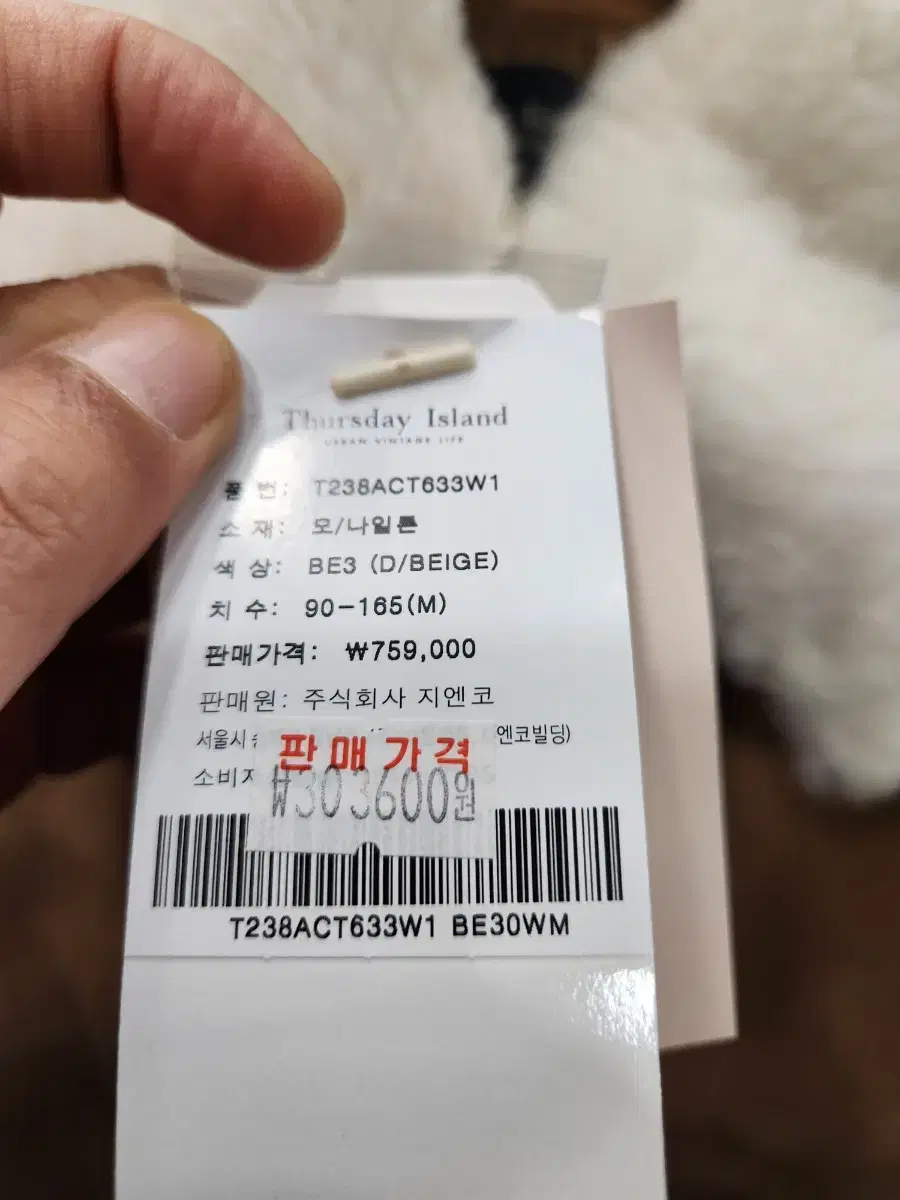 Thursday Island
URBAN VINTAGE LIFE
품 번: T238ACT633W1
소 재: 모/나일론
색 상: BE3 (D/BEIGE)
치 수: 90-165(M)
판매가격: ₩759,000
판매원: 주식회사 지엔코
서울시 엔코빌딩)
판매가격
소비자
₩303600원
T238ACT633W1 BE30WM